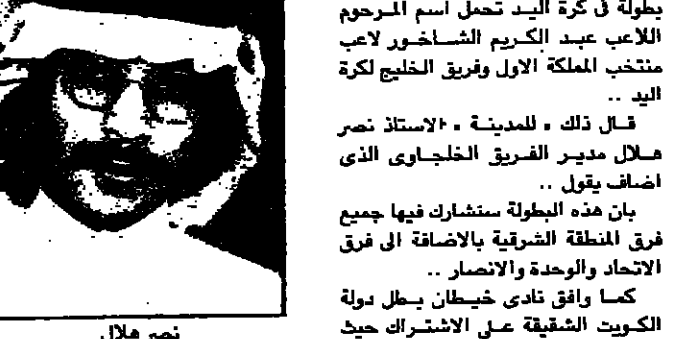 بطولة فى كرة اليد تحمل اسم المرحوم
اللاعب عبد الكريم الشاخور لاعب
منتخب المملكة الاول وفريق الخليج لكرة
اليد ..
قال ذلك « للمدينة » الاستاذ نصر
هلال مدير الفريق الخلجاوى الذى
اضاف يقول ..
بان هذه البطولة ستشارك فيها جميع
فرق المنطقة الشرقية بالاضافة الى فرق
الاتحاد والوحدة والانصار ..
كما وافق نادى خيطان بطل دولة
الكويت الشقيقة على الاشتراك حيث
نصر هلال